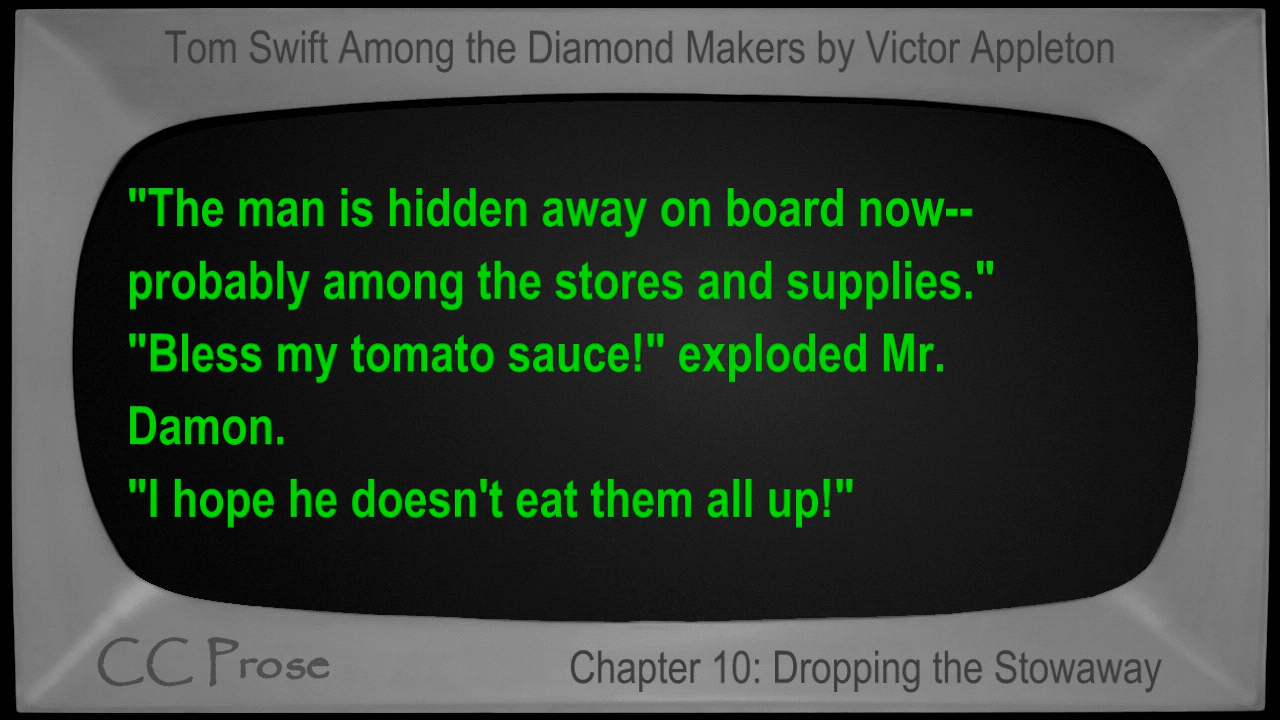 Tom Swift Among the Diamond Makers by Victor Appleton
"The man is hidden away on board now--
probably among the stores and supplies."
"Bless my tomato sauce!" exploded Mr.
Damon.
"I hope he doesn't eat them all up!"
CC Prose
Chapter 10: Dropping the Stowaway